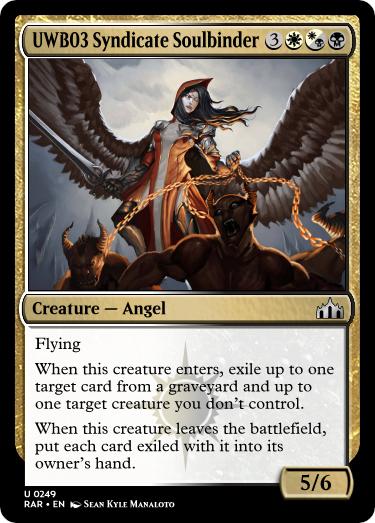 UWB03 Syndicate Soulbinder 3
Creature — Angel
Flying
When this creature enters, exile up to one
target card from a graveyard and up to
one target creature you don't control.
When this creature leaves the battlefield,
put each card exiled with it into its
owner's hand.
5/6
U 0249
RAR • EN Sean Kyle Manaloto